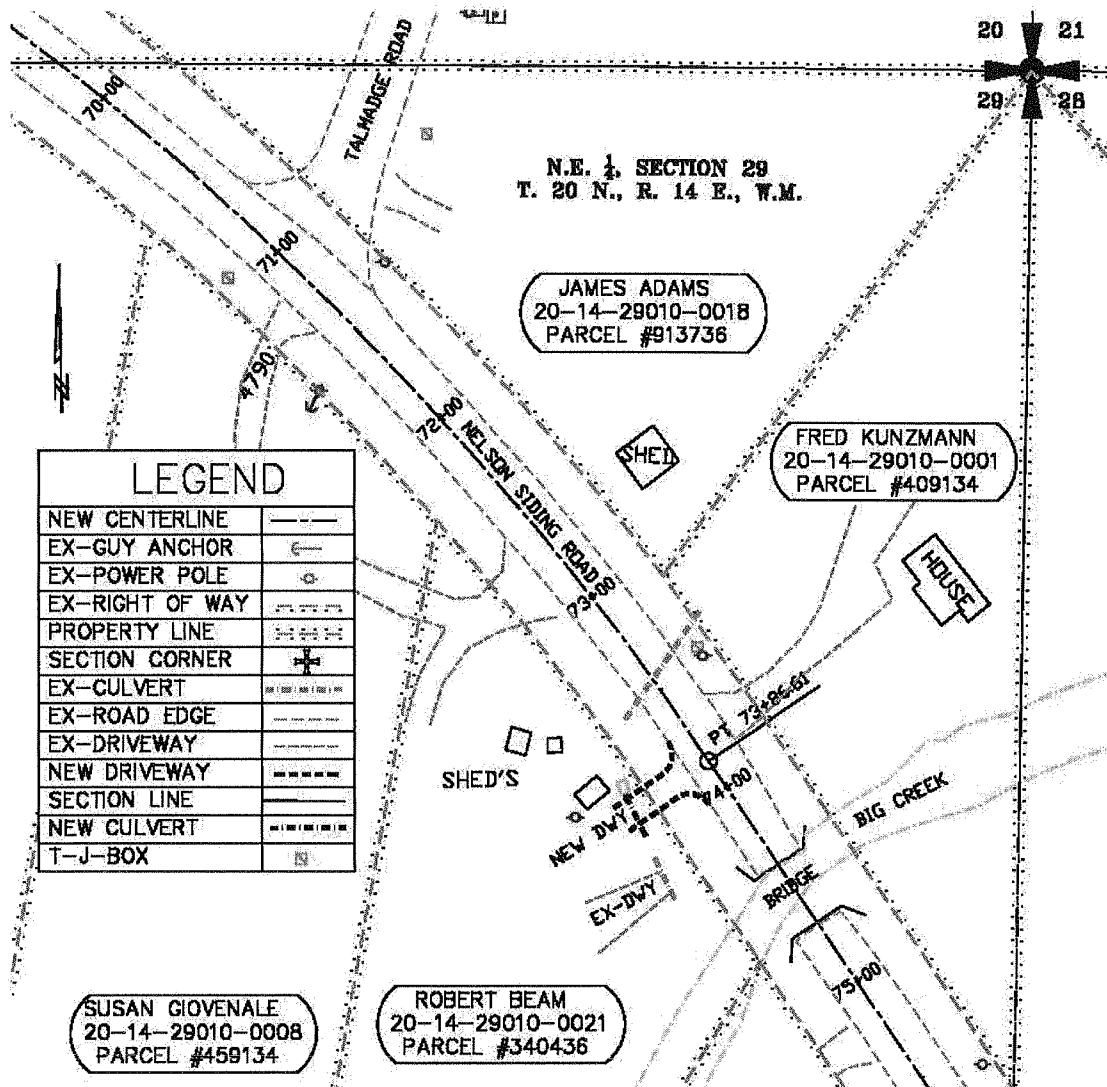 20 21
29 28
TALMADGE ROAD
70+00
N.E. ¼, SECTION 29
T. 20 N., R. 14 E., W.M.
71+00
JAMES ADAMS
20-14-29010-0018
PARCEL #913736
N
4790
72+00
NELSON SIDING ROAD
SHED
FRED KUNZMANN
20-14-29010-0001
PARCEL #409134
LEGEND
NEW CENTERLINE
EX-GUY ANCHOR
EX-POWER POLE
EX-RIGHT OF WAY
PROPERTY LINE
SECTION CORNER
EX-CULVERT
EX-ROAD EDGE
EX-DRIVEWAY
NEW DRIVEWAY
SECTION LINE
NEW CULVERT
T-J-BOX
HOUSE
73+00
PT 73+86.61
SHED'S
74+00
BIG CREEK
NEW DWY
BRIDGE
EX-DWY
75+00
SUSAN GIOVENALE
20-14-29010-0008
PARCEL #459134
ROBERT BEAM
20-14-29010-0021
PARCEL #340436